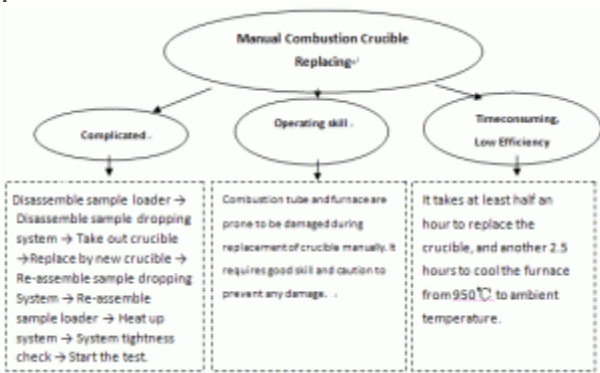 Manual Combustion Crucible
Replacing
Complicated .
Operating skill .
Timeconsuming,
Low Efficiency
Disassemble sample loader →
Disassemble sample dropping
system → Take out crucible
→Replace by new crucible →
Re-assemble sample dropping
System → Re-assemble
sample loader → Heat up
system → System tightness
check → Start the test.
Combustion tube and furnace are
prone to be damaged during
replacement of crucible manually. It
requires good skill and caution to
prevent any damage. .
It takes at least half an
hour to replace the
crucible, and another 2.5
hours to cool the furnace
from 950℃ to ambient
temperature.